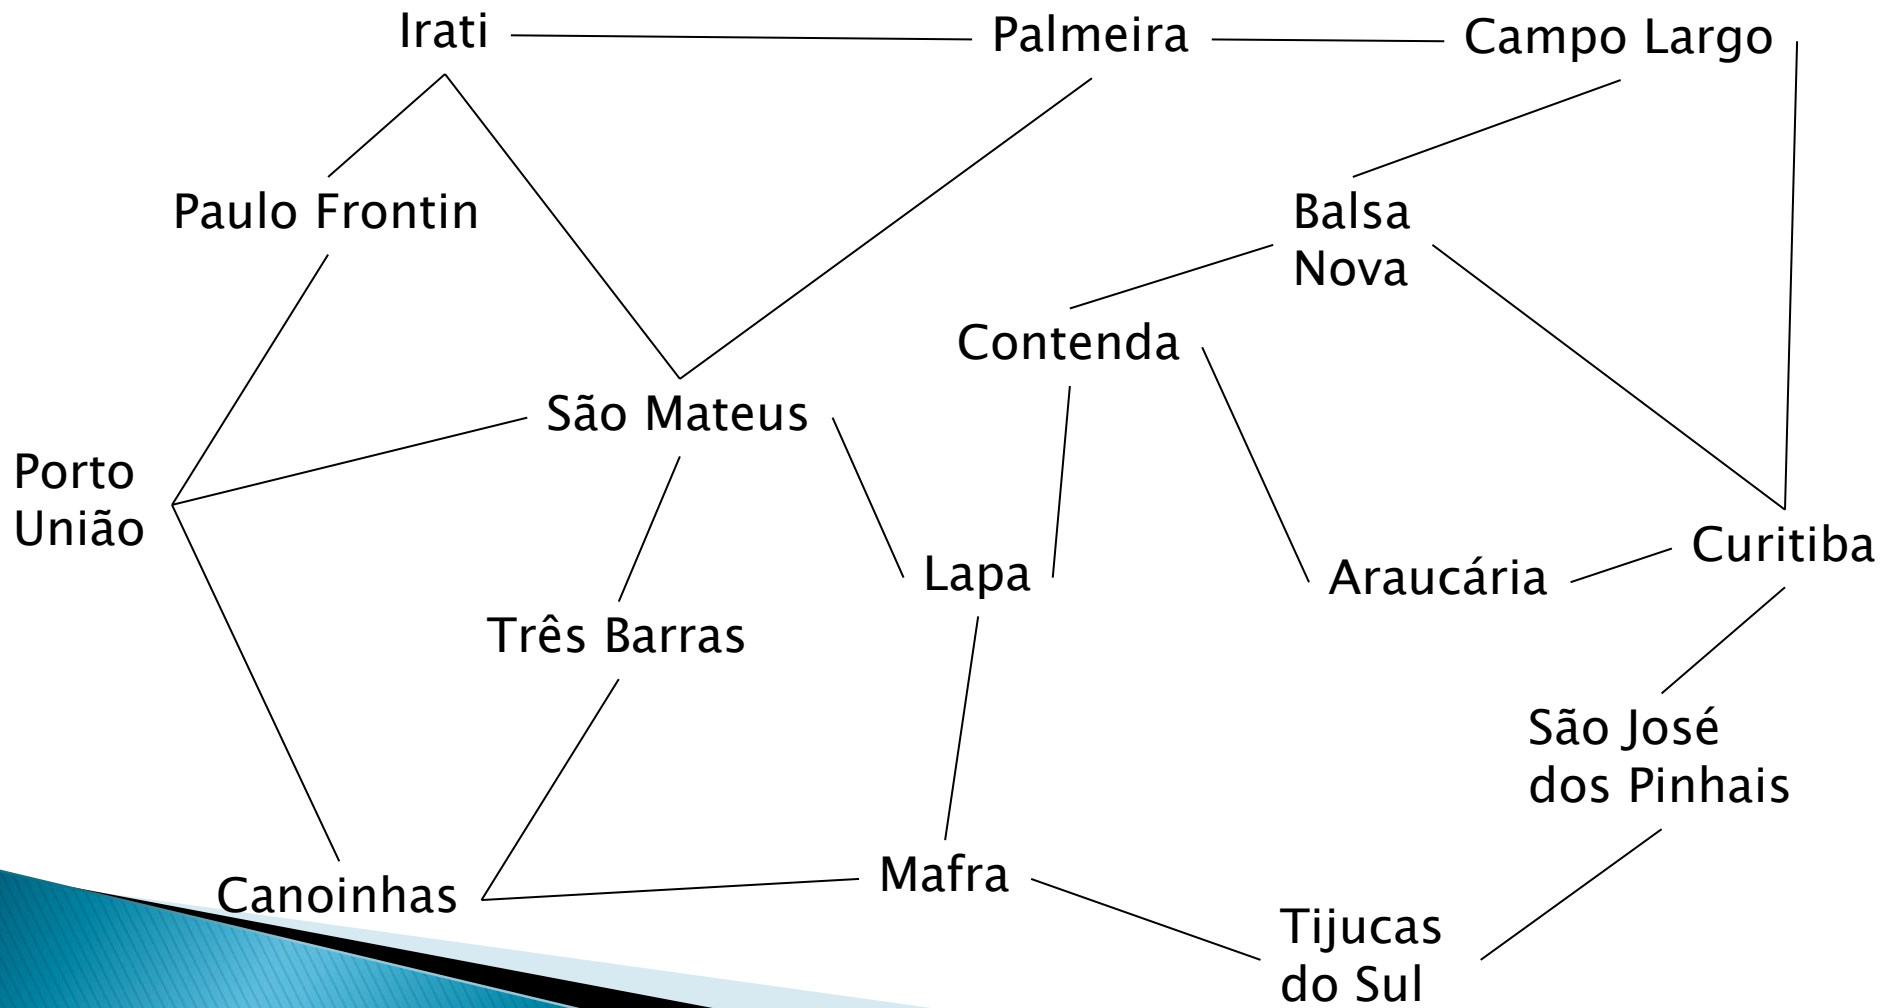 Irati
Palmeira
Campo Largo
Paulo Frontin
Balsa
Nova
Contenda
São Mateus
Porto
União
Lapa
Araucária
Curitiba
Três Barras
São José
dos Pinhais
Canoinhas
Mafra
Tijucas
do Sul